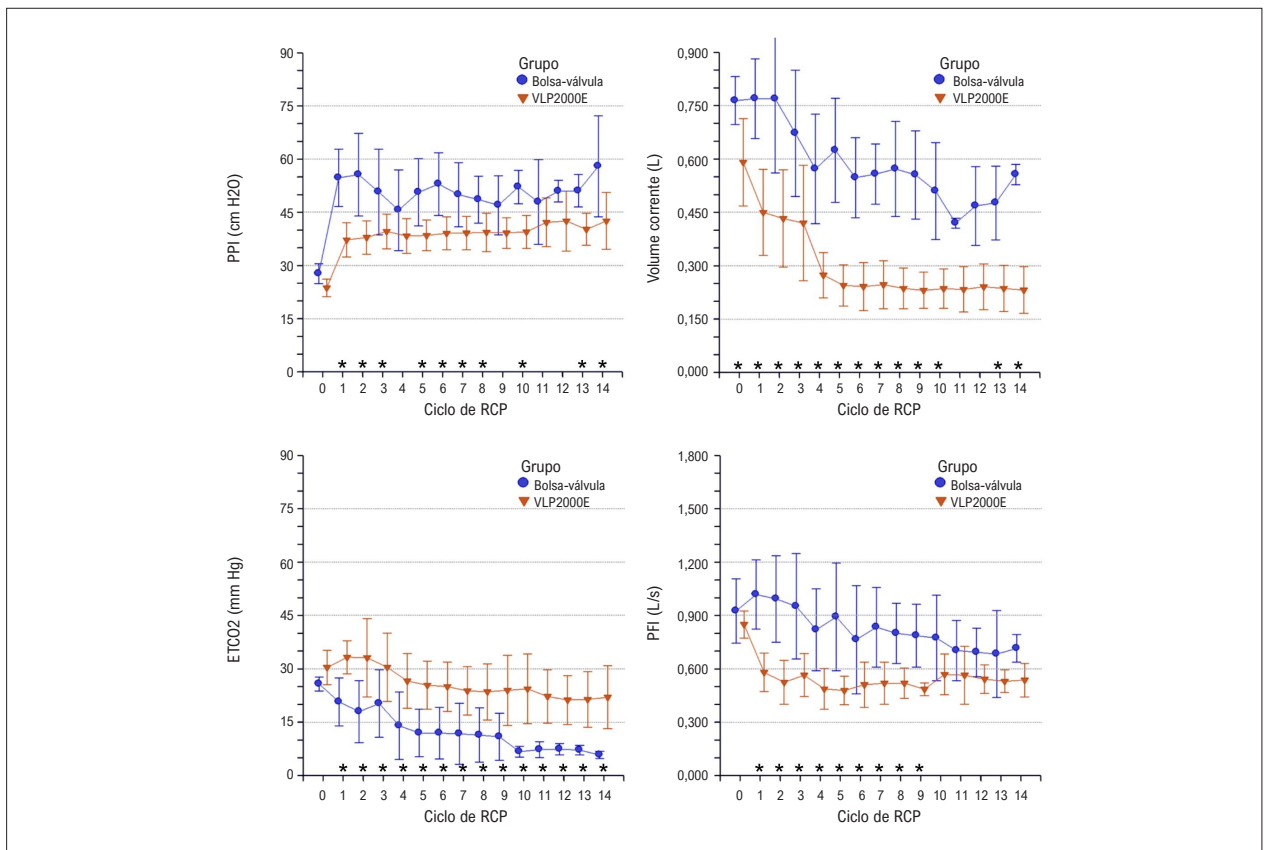 90
75
60
45
30
15
0
PPI (cm H2O)
Grupo
Bolsa-válvula
VLP2000E
* * * * * * * * * *
0 1 2 3 4 5 6 7 8 9 10 11 12 13 14
Ciclo de RCP
0,900
0,750
0,600
0,450
0,300
0,150
0,000
Volume corrente (L)
Grupo
Bolsa-válvula
VLP2000E
* * * * * * * * * * * * *
0 1 2 3 4 5 6 7 8 9 10 11 12 13 14
Ciclo de RCP
90
75
60
45
30
15
0
ETCO2 (mm Hg)
Grupo
Bolsa-válvula
VLP2000E
* * * * * * * * * * * * * *
0 1 2 3 4 5 6 7 8 9 10 11 12 13 14
Ciclo de RCP
1,800
1,500
1,200
0,900
0,600
0,300
0,000
PFI (L/s)
Grupo
Bolsa-válvula
VLP2000E
* * * * * * * * *
0 1 2 3 4 5 6 7 8 9 10 11 12 13 14
Ciclo de RCP